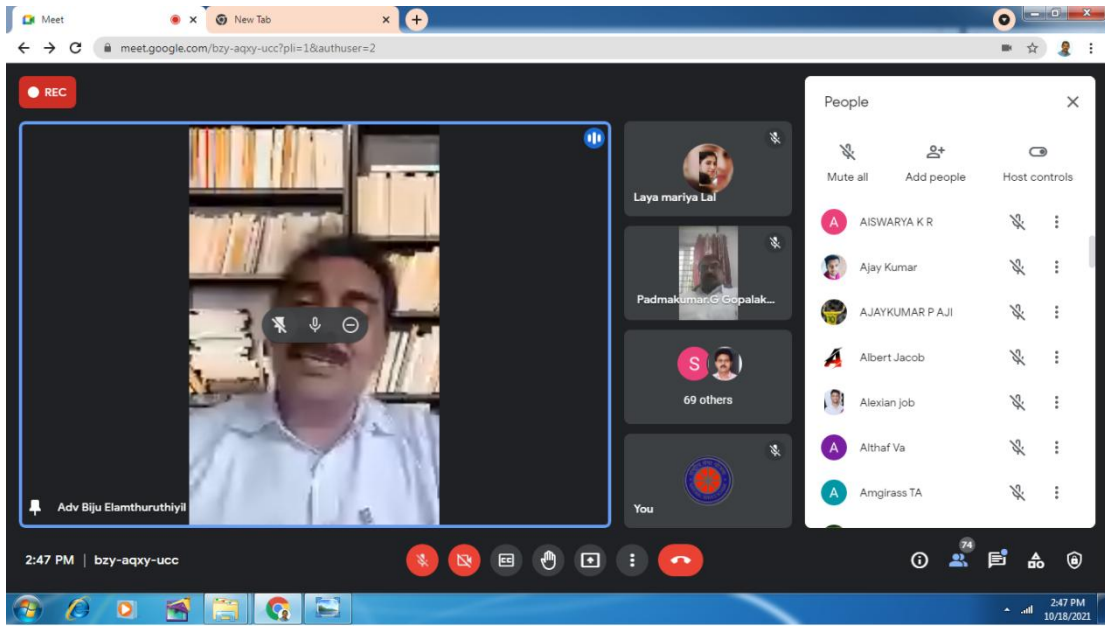 Meet
New Tab
meet.google.com/bzy-aqxy-ucc?pli=1&authuser=2
REC
Adv Biju Elamthuruthiyil
Laya mariya Lal
Padmakumar.G Gopalak...
S
69 others
You
People
Mute all
Add people
Host controls
A AISWARYA K R
Ajay Kumar
AJAYKUMAR P AJI
Albert Jacob
Alexian job
A Althaf Va
A Amgirass TA
2:47 PM | bzy-aqxy-ucc
CC
74
2:47 PM
10/18/2021